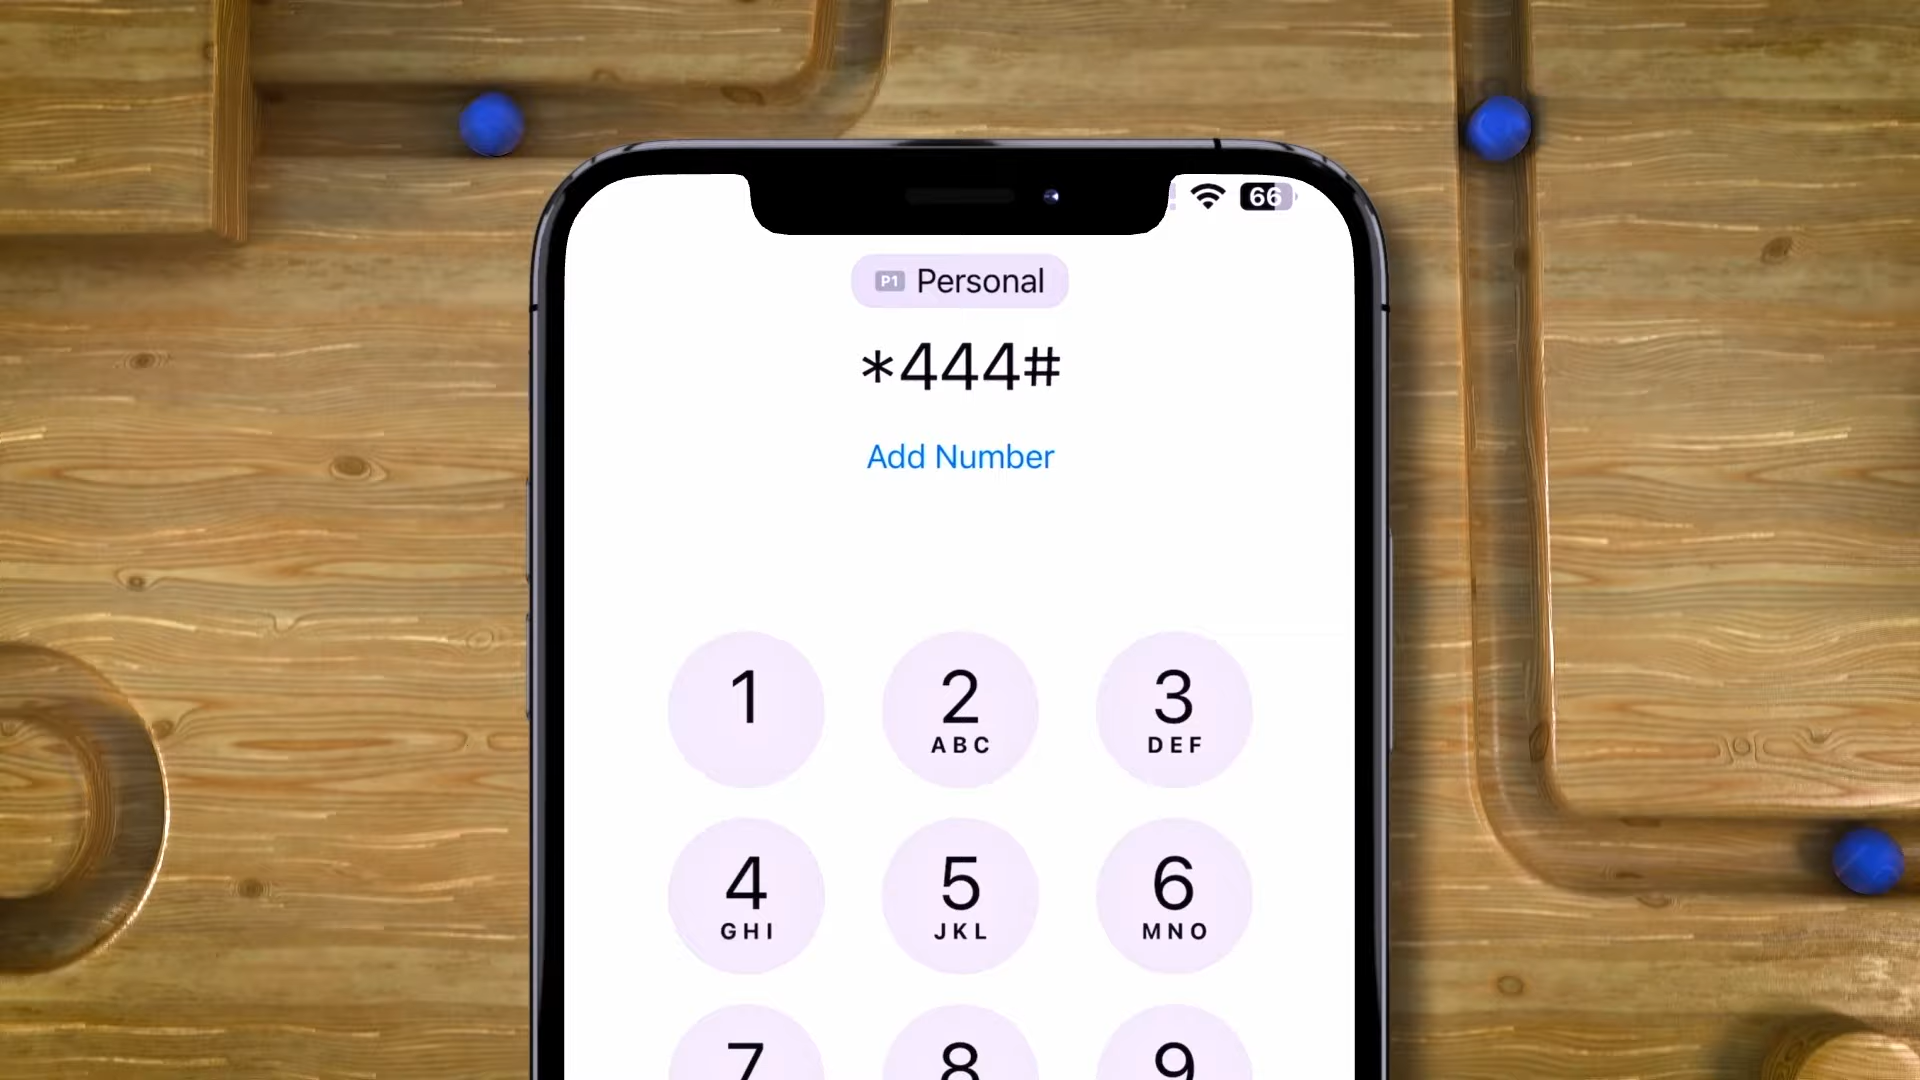 66
P1 Personal
*444#
Add Number
1
2
3
ABC
DEF
4
5
6
GHI
JKL
MNO
7
8
9